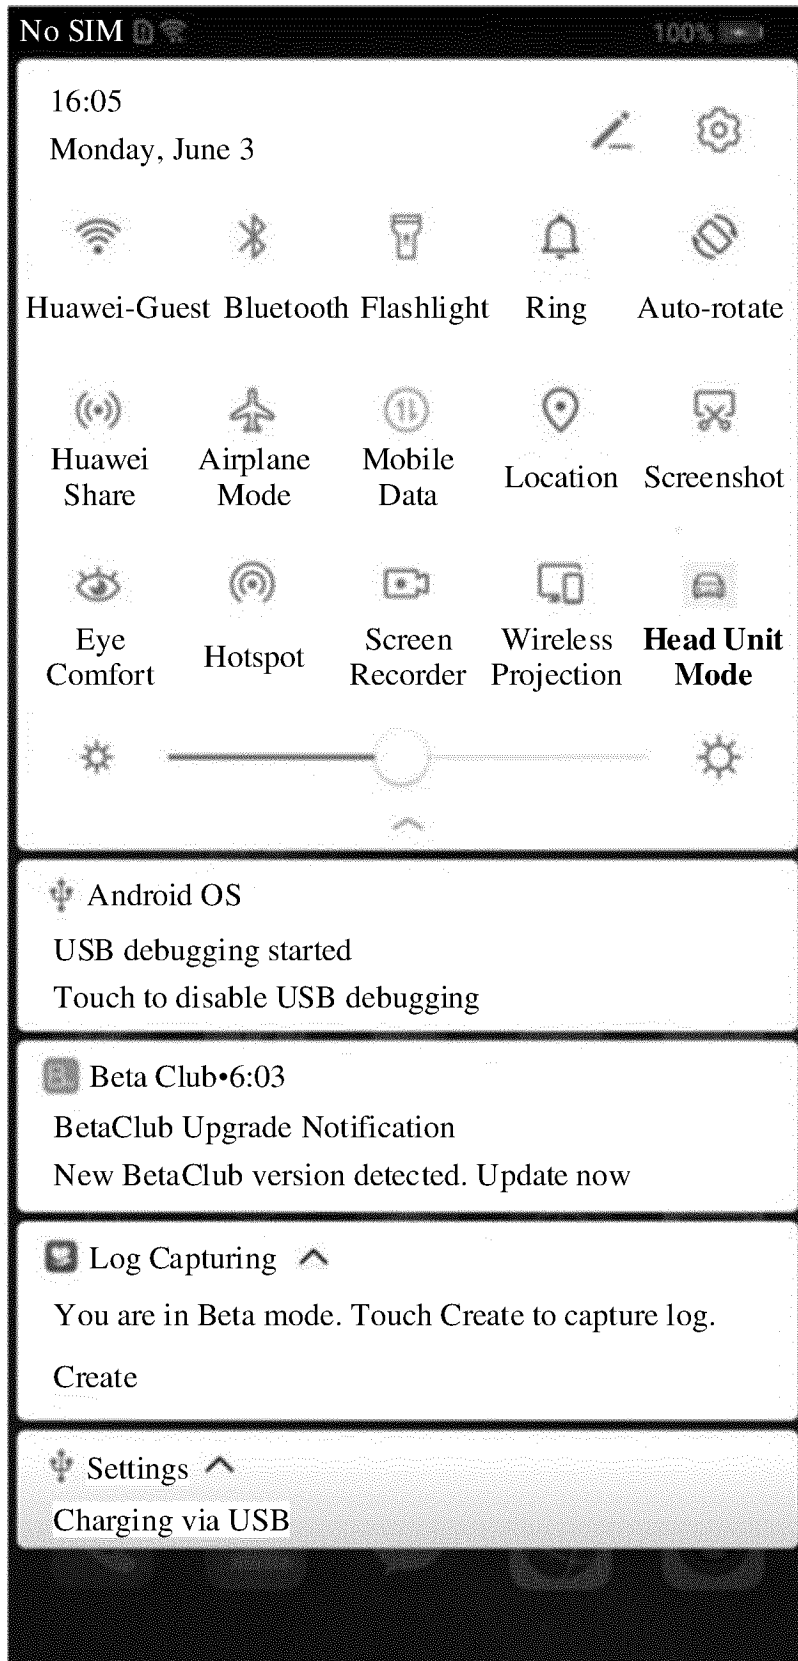 No SIM 100%
16:05
Monday, June 3
Huawei-Guest Bluetooth Flashlight Ring Auto-rotate
Huawei Share
Airplane Mode
Mobile Data
Location
Screenshot
Eye Comfort
Hotspot
Screen Recorder
Wireless Projection
Head Unit Mode
Android OS
USB debugging started
Touch to disable USB debugging
Beta Club•6:03
BetaClub Upgrade Notification
New BetaClub version detected. Update now
Log Capturing
You are in Beta mode. Touch Create to capture log.
Create
Settings
Charging via USB